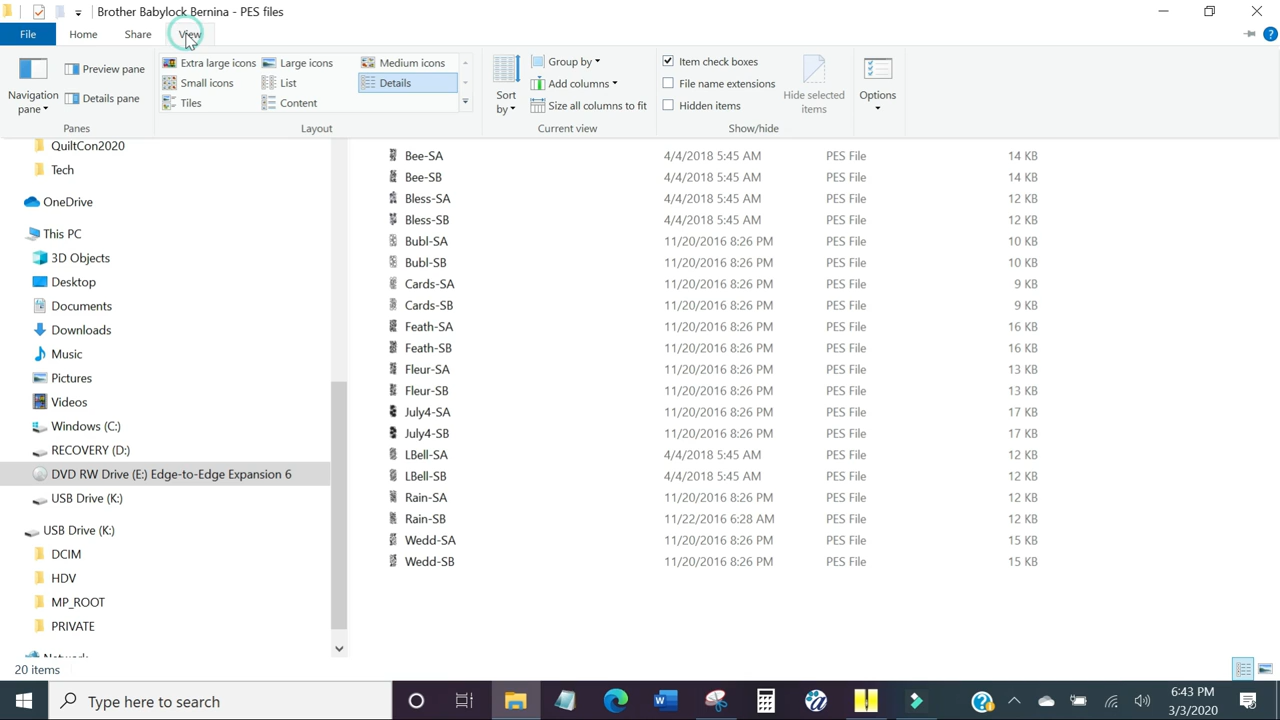 Brother Babylock Bernina - PES files
File Home Share View
Navigation pane
Preview pane
Details pane
Panes
Extra large icons Large icons Medium icons
Small icons List Details
Tiles Content
Layout
Sort by
Group by
Add columns
Size all columns to fit
Current view
Item check boxes
File name extensions
Hidden items
Hide selected items
Show/hide
Options
QuiltCon2020
Tech
OneDrive
This PC
3D Objects
Desktop
Documents
Downloads
Music
Pictures
Videos
Windows (C:)
RECOVERY (D:)
DVD RW Drive (E:) Edge-to-Edge Expansion 6
USB Drive (K:)
USB Drive (K:)
DCIM
HDV
MP_ROOT
PRIVATE
Network
Bee-SA 4/4/2018 5:45 AM PES File 14 KB
Bee-SB 4/4/2018 5:45 AM PES File 14 KB
Bless-SA 4/4/2018 5:45 AM PES File 12 KB
Bless-SB 4/4/2018 5:45 AM PES File 12 KB
Bubl-SA 11/20/2016 8:26 PM PES File 10 KB
Bubl-SB 11/20/2016 8:26 PM PES File 10 KB
Cards-SA 11/20/2016 8:26 PM PES File 9 KB
Cards-SB 11/20/2016 8:26 PM PES File 9 KB
Feath-SA 11/20/2016 8:26 PM PES File 16 KB
Feath-SB 11/20/2016 8:26 PM PES File 16 KB
Fleur-SA 11/20/2016 8:26 PM PES File 13 KB
Fleur-SB 11/20/2016 8:26 PM PES File 13 KB
July4-SA 11/20/2016 8:26 PM PES File 17 KB
July4-SB 11/20/2016 8:26 PM PES File 17 KB
LBell-SA 4/4/2018 5:45 AM PES File 12 KB
LBell-SB 4/4/2018 5:45 AM PES File 12 KB
Rain-SA 11/20/2016 8:26 PM PES File 12 KB
Rain-SB 11/22/2016 6:28 AM PES File 12 KB
Wedd-SA 11/20/2016 8:26 PM PES File 15 KB
Wedd-SB 11/20/2016 8:26 PM PES File 15 KB
20 items
Type here to search
6:43 PM
3/3/2020